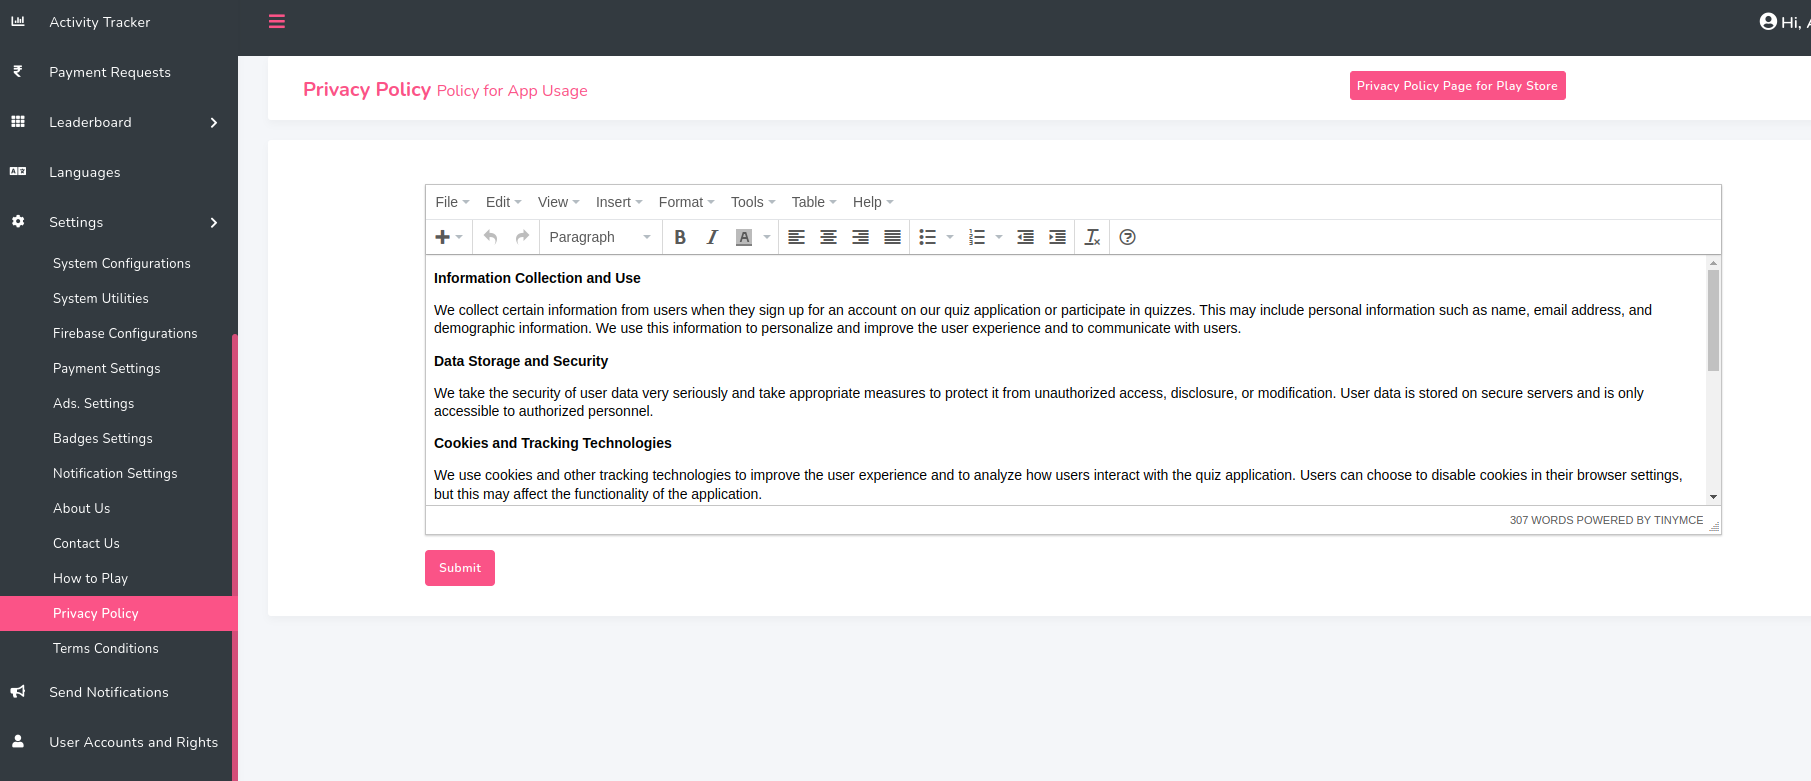 Activity Tracker
Payment Requests
Leaderboard
Languages
Settings
System Configurations
System Utilities
Firebase Configurations
Payment Settings
Ads. Settings
Badges Settings
Notification Settings
About Us
Contact Us
How to Play
Privacy Policy
Terms Conditions
Send Notifications
User Accounts and Rights
Hi,
Privacy Policy Policy for App Usage
Privacy Policy Page for Play Store
File Edit View Insert Format Tools Table Help
Paragraph B I A
Information Collection and Use
We collect certain information from users when they sign up for an account on our quiz application or participate in quizzes. This may include personal information such as name, email address, and
demographic information. We use this information to personalize and improve the user experience and to communicate with users.
Data Storage and Security
We take the security of user data very seriously and take appropriate measures to protect it from unauthorized access, disclosure, or modification. User data is stored on secure servers and is only
accessible to authorized personnel.
Cookies and Tracking Technologies
We use cookies and other tracking technologies to improve the user experience and to analyze how users interact with the quiz application. Users can choose to disable cookies in their browser settings,
but this may affect the functionality of the application.
307 WORDS POWERED BY TINYMCE
Submit